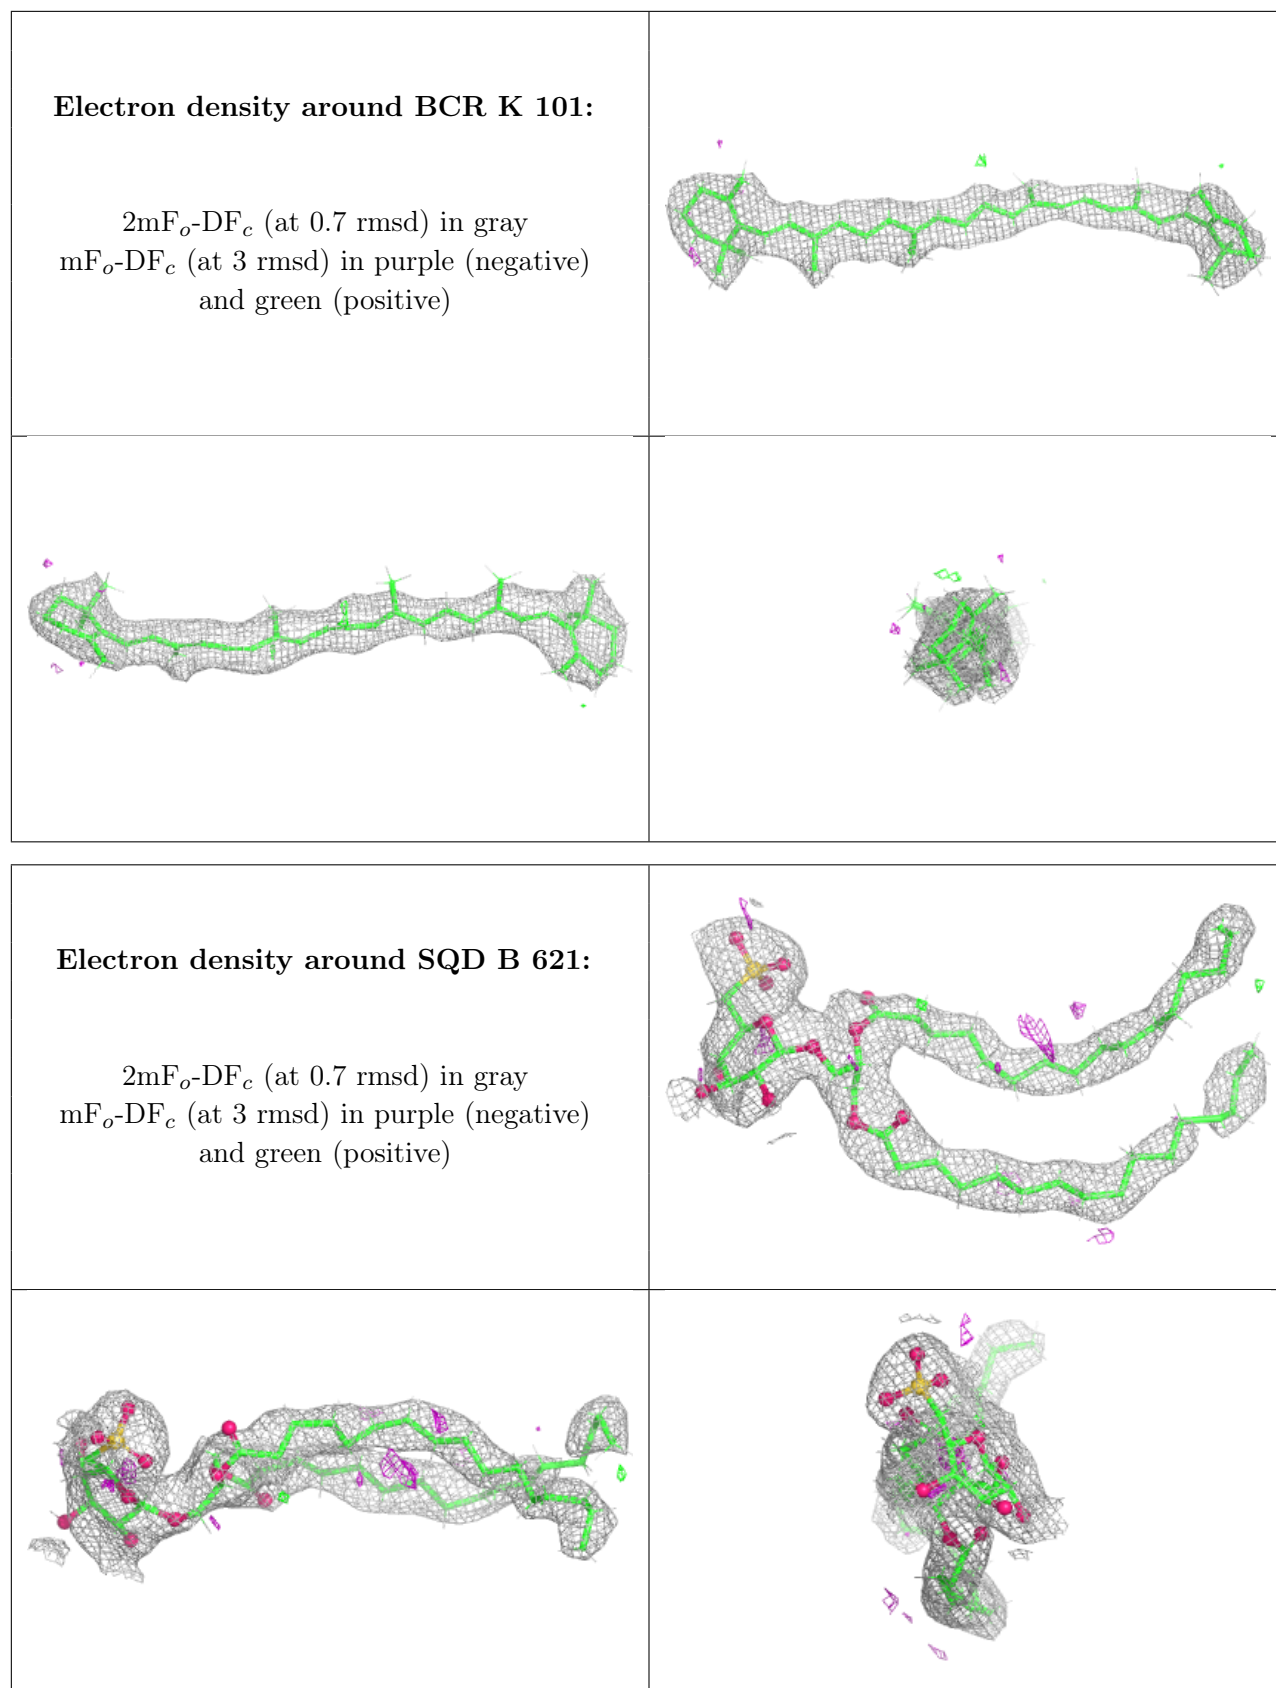 Electron density around BCR K 101:
2mFo-DFc (at 0.7 rmsd) in gray
mFo-DFc (at 3 rmsd) in purple (negative)
and green (positive)
Electron density around SQD B 621:
2mFo-DFc (at 0.7 rmsd) in gray
mFo-DFc (at 3 rmsd) in purple (negative)
and green (positive)